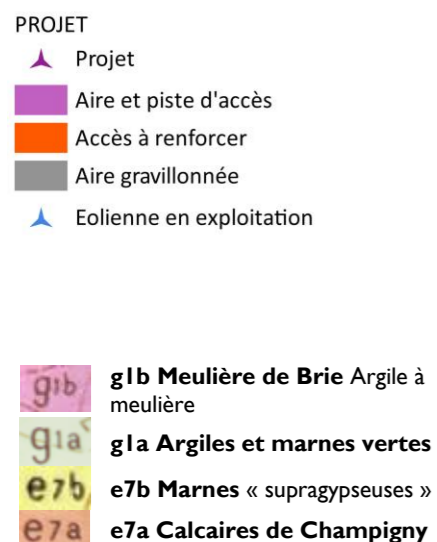 PROJET
Projet
Aire et piste d'accès
Accès à renforcer
Aire gravillonnée
Eolienne en exploitation
g1b g1b Meulière de Brie Argile à
meulière
g1a g1a Argiles et marnes vertes
e7b e7b Marnes « supragypseuses »
e7a e7a Calcaires de Champigny